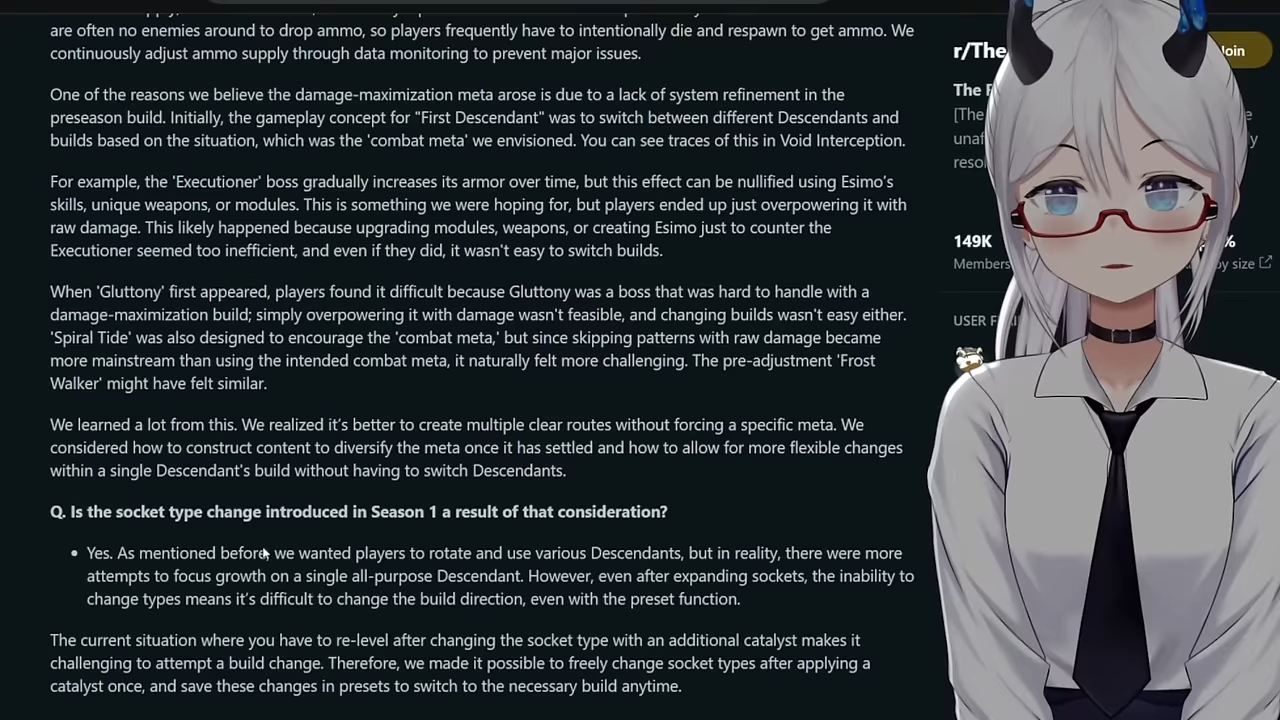 are often no enemies around to drop ammo, so players frequently have to intentionally die and respawn to get ammo. We
continuously adjust ammo supply through data monitoring to prevent major issues.
One of the reasons we believe the damage-maximization meta arose is due to a lack of system refinement in the
preseason build. Initially, the gameplay concept for "First Descendant" was to switch between different Descendants and
builds based on the situation, which was the 'combat meta' we envisioned. You can see traces of this in Void Interception.
For example, the 'Executioner' boss gradually increases its armor over time, but this effect can be nullified using Esimo’s
skills, unique weapons, or modules. This is something we were hoping for, but players ended up just overpowering it with
raw damage. This likely happened because upgrading modules, weapons, or creating Esimo just to counter the
Executioner seemed too inefficient, and even if they did, it wasn't easy to switch builds.
When 'Gluttony' first appeared, players found it difficult because Gluttony was a boss that was hard to handle with a
damage-maximization build; simply overpowering it with damage wasn't feasible, and changing builds wasn't easy either.
'Spiral Tide' was also designed to encourage the 'combat meta,' but since skipping patterns with raw damage became
more mainstream than using the intended combat meta, it naturally felt more challenging. The pre-adjustment 'Frost
Walker' might have felt similar.
We learned a lot from this. We realized it’s better to create multiple clear routes without forcing a specific meta. We
considered how to construct content to diversify the meta once it has settled and how to allow for more flexible changes
within a single Descendant's build without having to switch Descendants.
Q. Is the socket type change introduced in Season 1 a result of that consideration?
• Yes. As mentioned before, we wanted players to rotate and use various Descendants, but in reality, there were more
attempts to focus growth on a single all-purpose Descendant. However, even after expanding sockets, the inability to
change types means it’s difficult to change the build direction, even with the preset function.
The current situation where you have to re-level after changing the socket type with an additional catalyst makes it
challenging to attempt a build change. Therefore, we made it possible to freely change socket types after applying a
catalyst once, and save these changes in presets to switch to the necessary build anytime.
r/The
Join
The
149K
%
Members
by size
USER